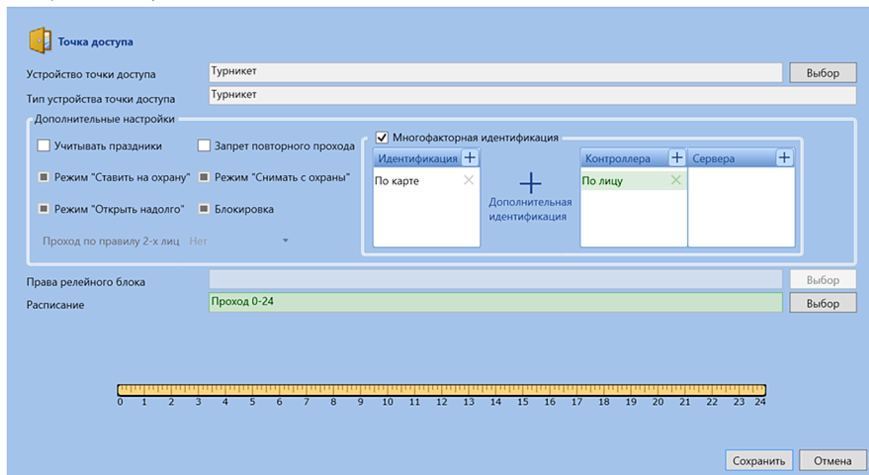 Точка доступа
Устройство точки доступа Турникет Выбор
Тип устройства точки доступа Турникет
Дополнительные настройки
Многофакторная идентификация
Учитывать праздники Запрет повторного прохода
Идентификация Контроллера Сервера
Режим "Ставить на охрану" Режим "Снимать с охраны" По карте По лицу
Дополнительная
идентификация
Режим "Открыть надолго" Блокировка
Проход по правилу 2-х лиц Нет
Права релейного блока Выбор
Расписание Проход 0-24 Выбор
0 1 2 3 4 5 6 7 8 9 10 11 12 13 14 15 16 17 18 19 20 21 22 23 24
Сохранить Отмена